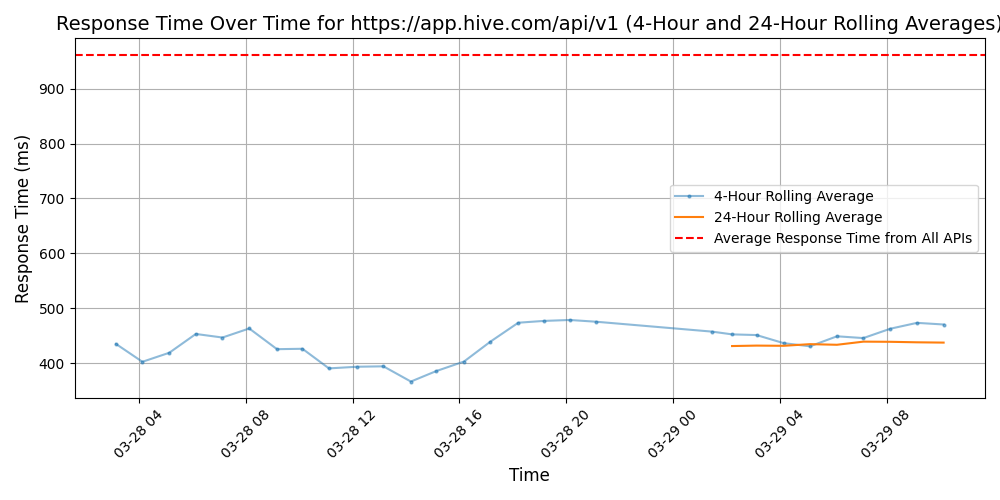 Response Time Over Time for https://app.hive.com/api/v1 (4-Hour and 24-Hour Rolling Averages)
Response Time (ms)
900
800
700
600
500
400
4-Hour Rolling Average
24-Hour Rolling Average
Average Response Time from All APIs
03-28 04
03-28 08
03-28 12
03-28 16
03-28 20
03-29 00
03-29 04
03-29 08
Time